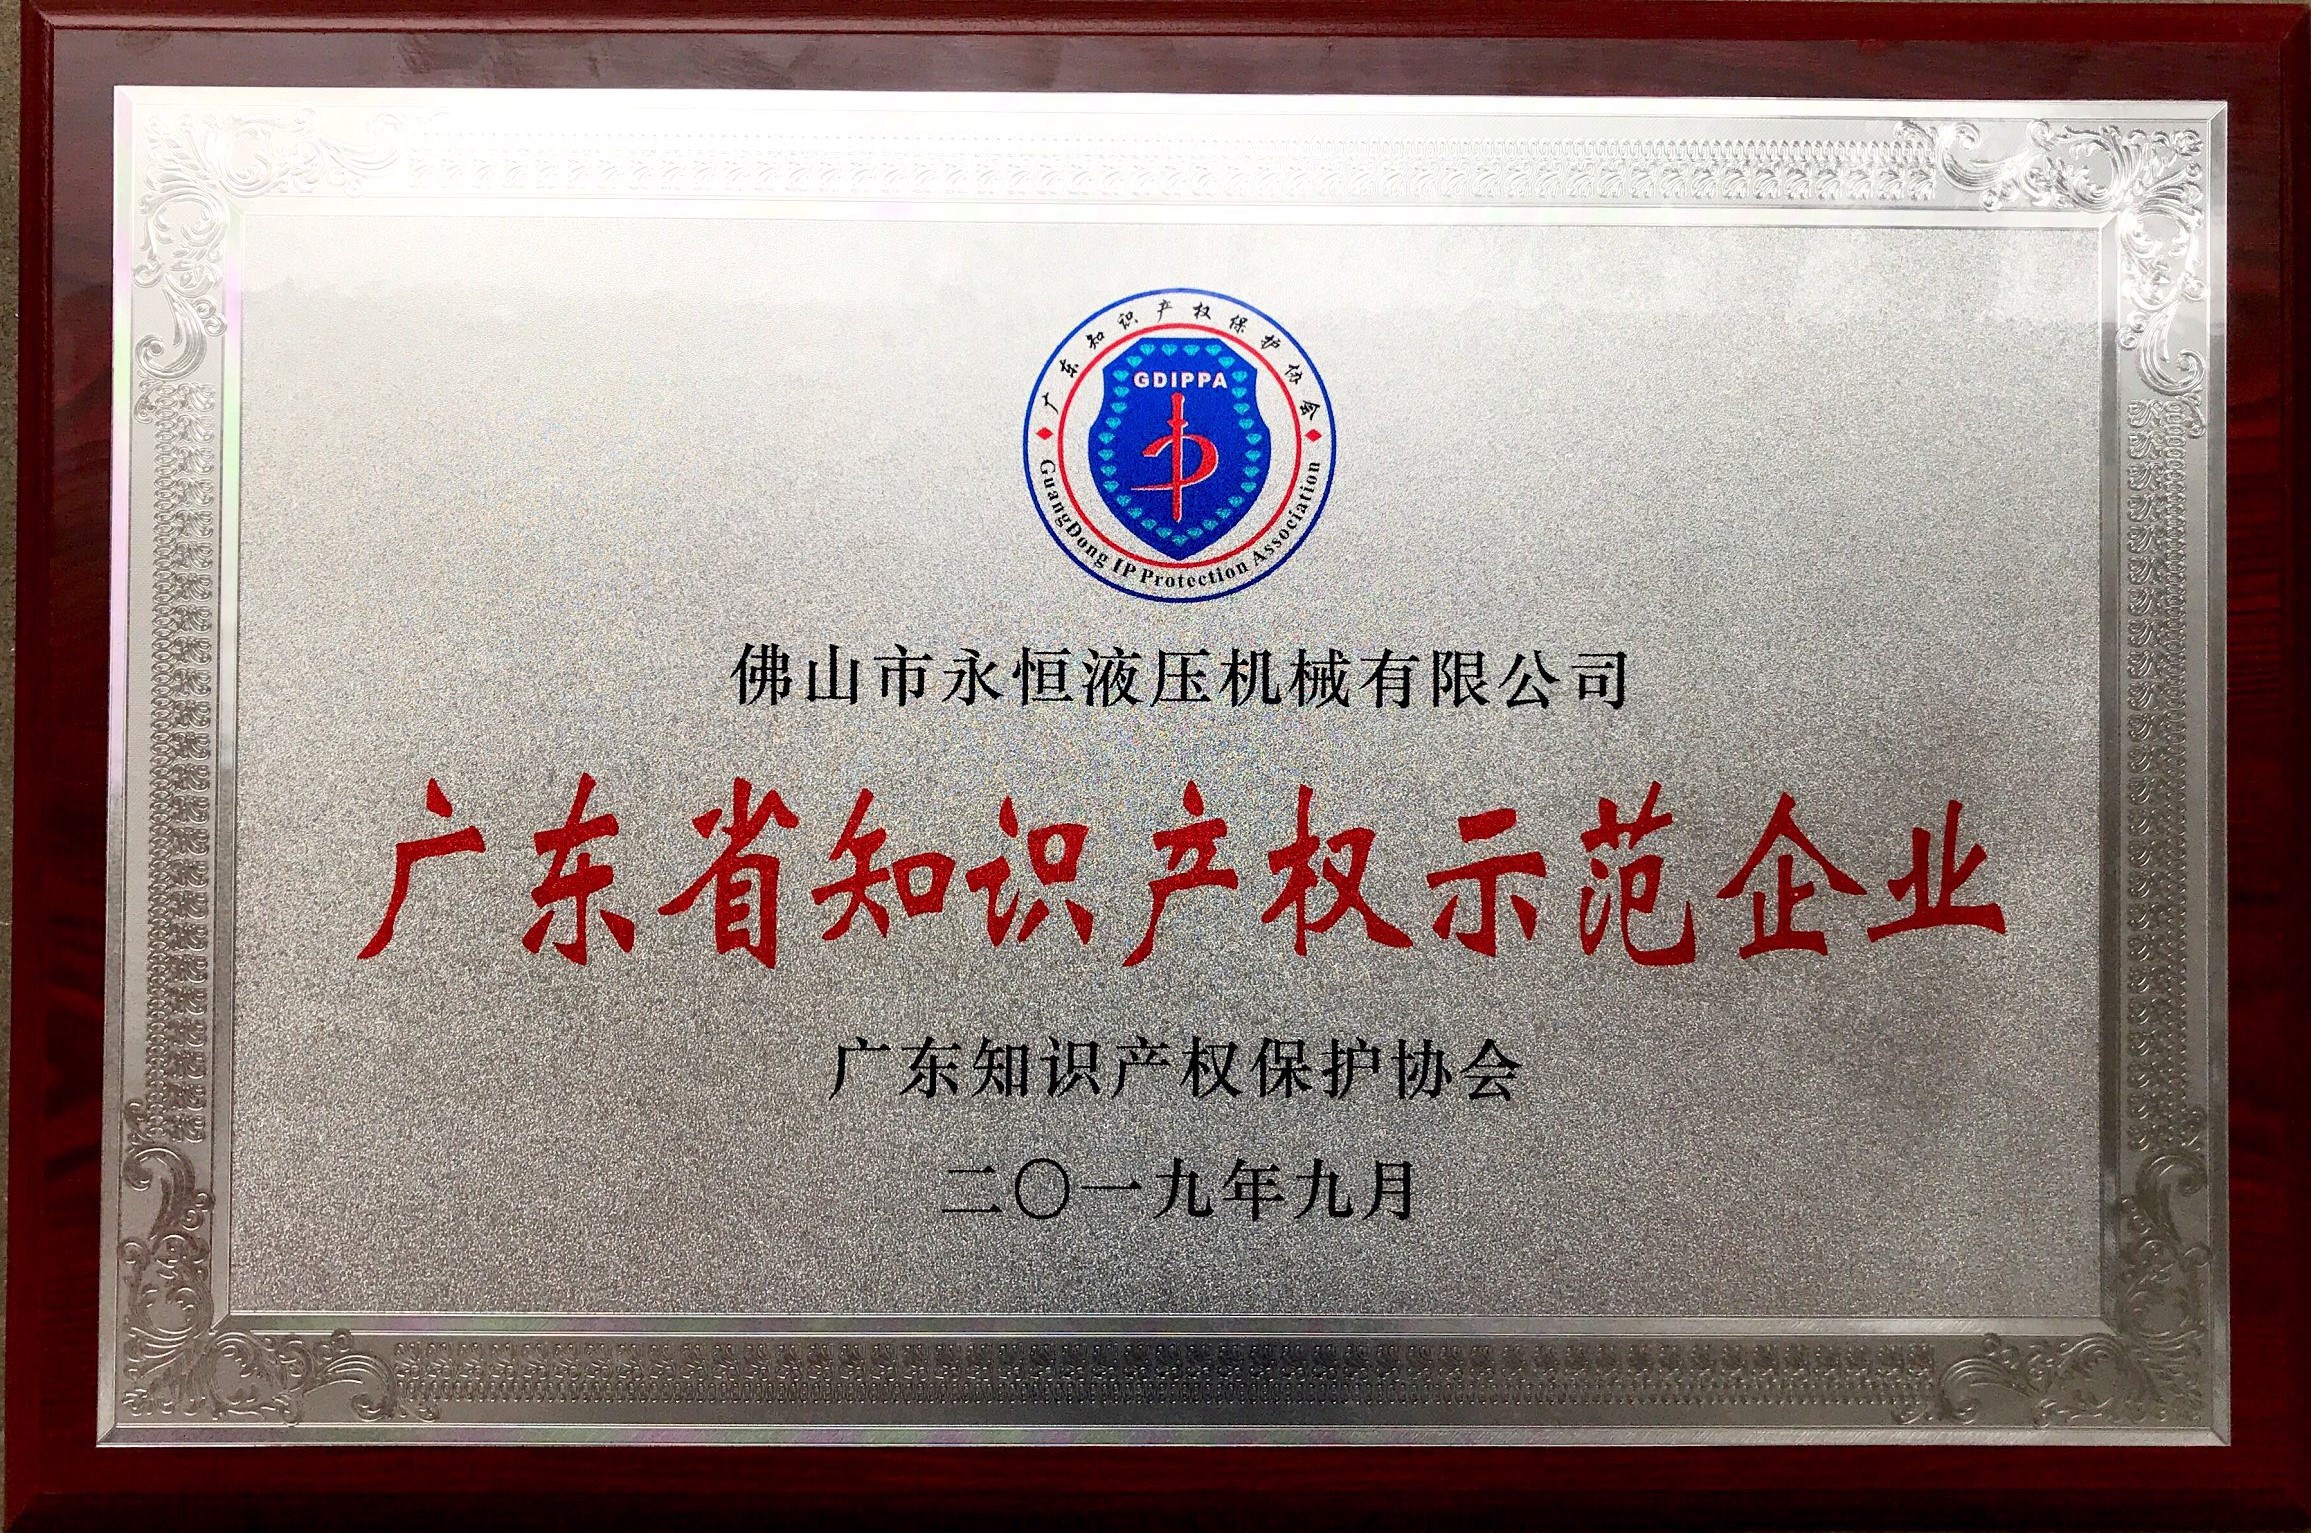 广东知识产权保护协会
GDIPPA
GuangDong IP Protection Association
佛山市永恒液压机械有限公司
广东省知识产权示范企业
广东知识产权保护协会
二〇一九年九月